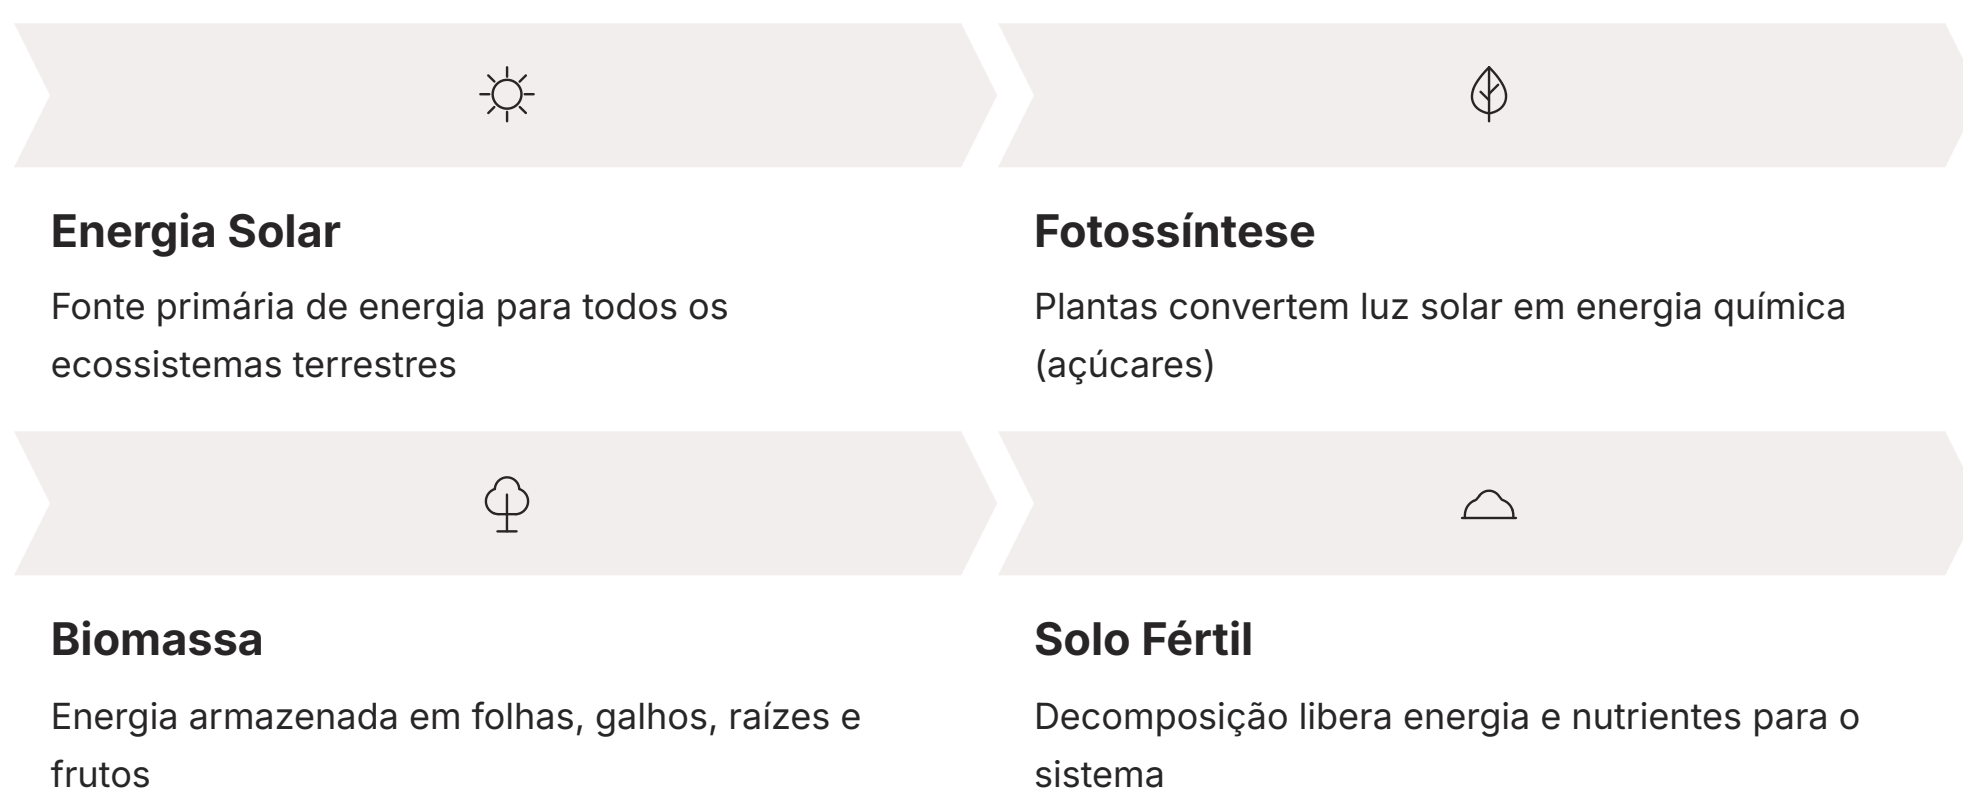 Energia Solar
Fonte primária de energia para todos os
ecossistemas terrestres
Fotossíntese
Plantas convertem luz solar em energia química
(açúcares)
Biomassa
Energia armazenada em folhas, galhos, raízes e
frutos
Solo Fértil
Decomposição libera energia e nutrientes para o
sistema